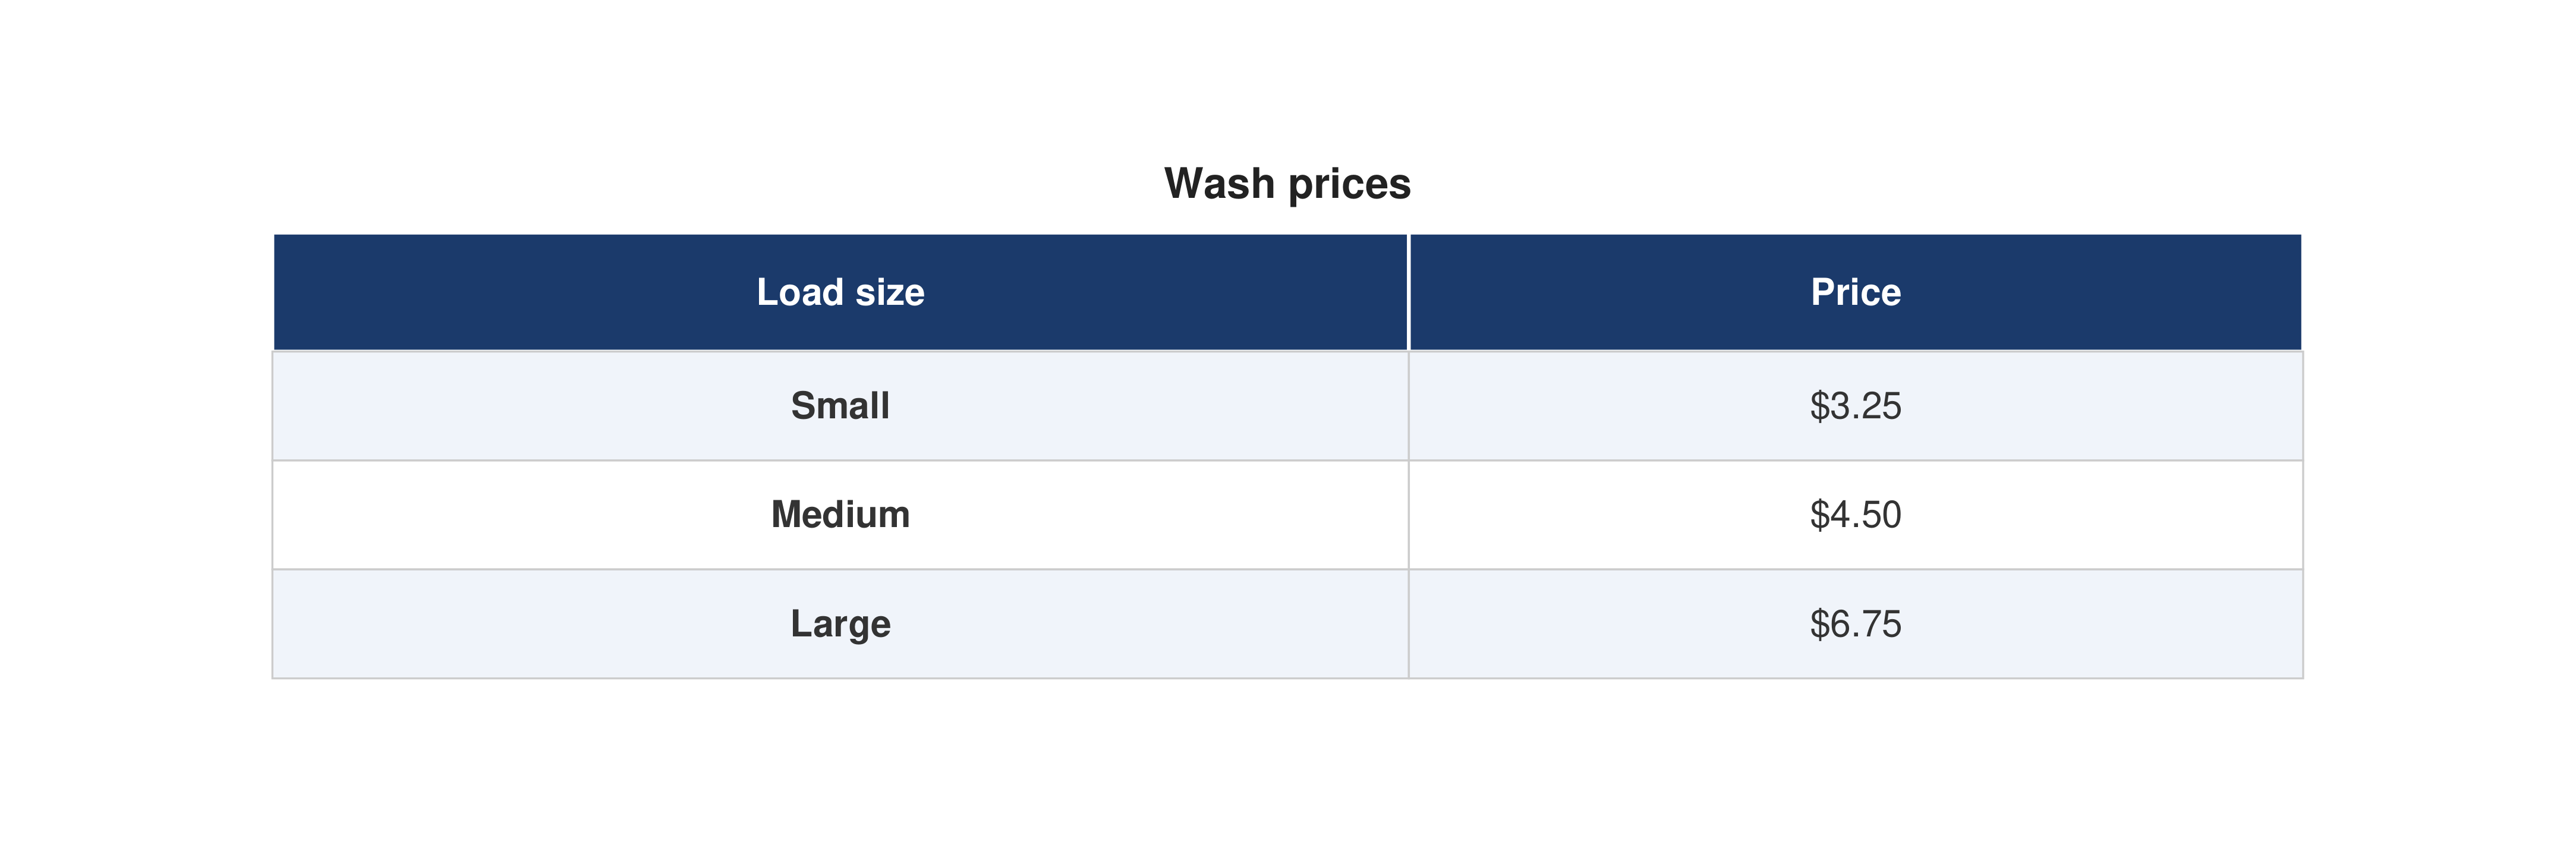 Wash prices
Load size Price
Small $3.25
Medium $4.50
Large $6.75